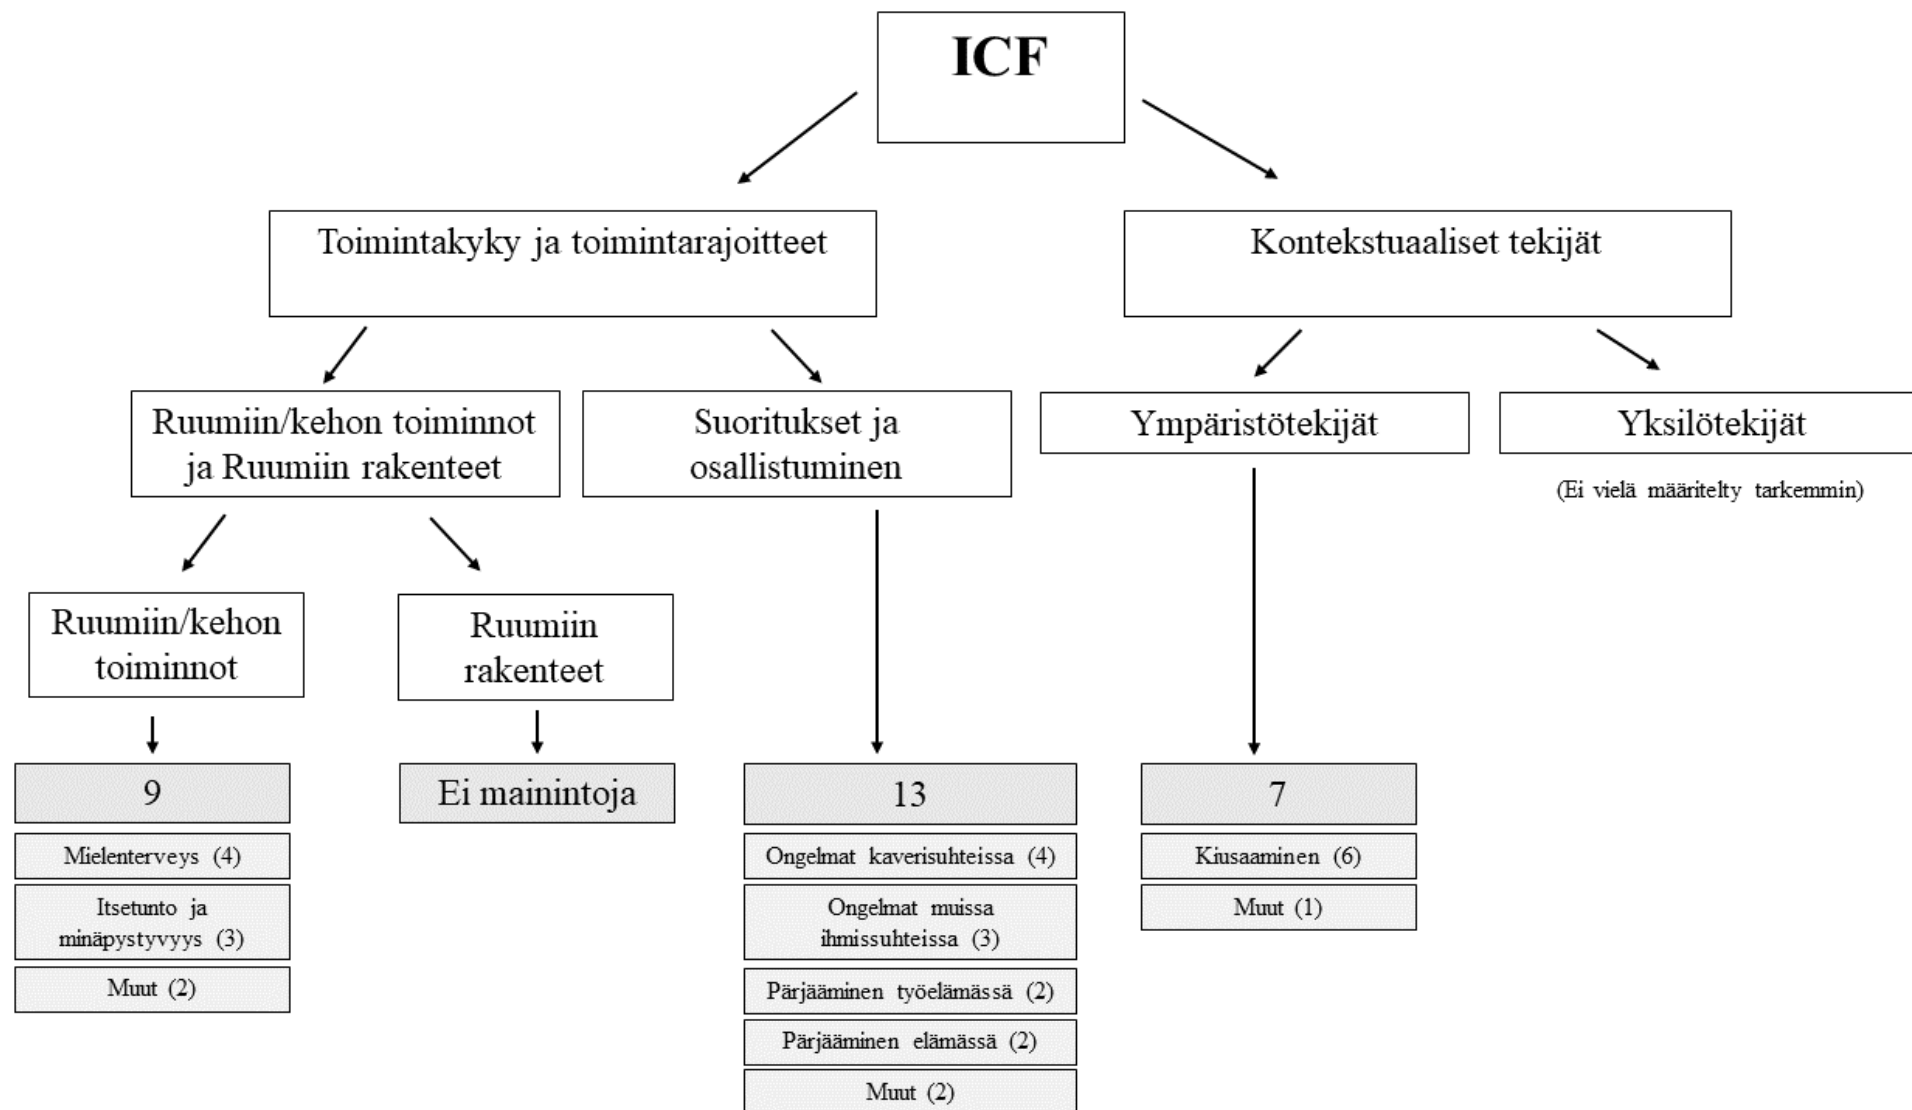 ICF
Toimintakyky ja toimintarajoitteet
Kontekstuaaliset tekijät
Ruumiin/kehon toiminnot
ja Ruumiin rakenteet
Suoritukset ja
osallistuminen
Ympäristötekijät
Yksilötekijät
(Ei vielä määritelty tarkemmin)
Ruumiin/kehon
toiminnot
Ruumiin
rakenteet
9
Mielenterveys (4)
Itsetunto ja
minäpystyvyys (3)
Muut (2)
Ei mainintoja
13
Ongelmat kaverisuhteissa (4)
Ongelmat muissa
ihmissuhteissa (3)
Pärjääminen työelämässä (2)
Pärjääminen elämässä (2)
Muut (2)
7
Kiusaaminen (6)
Muut (1)